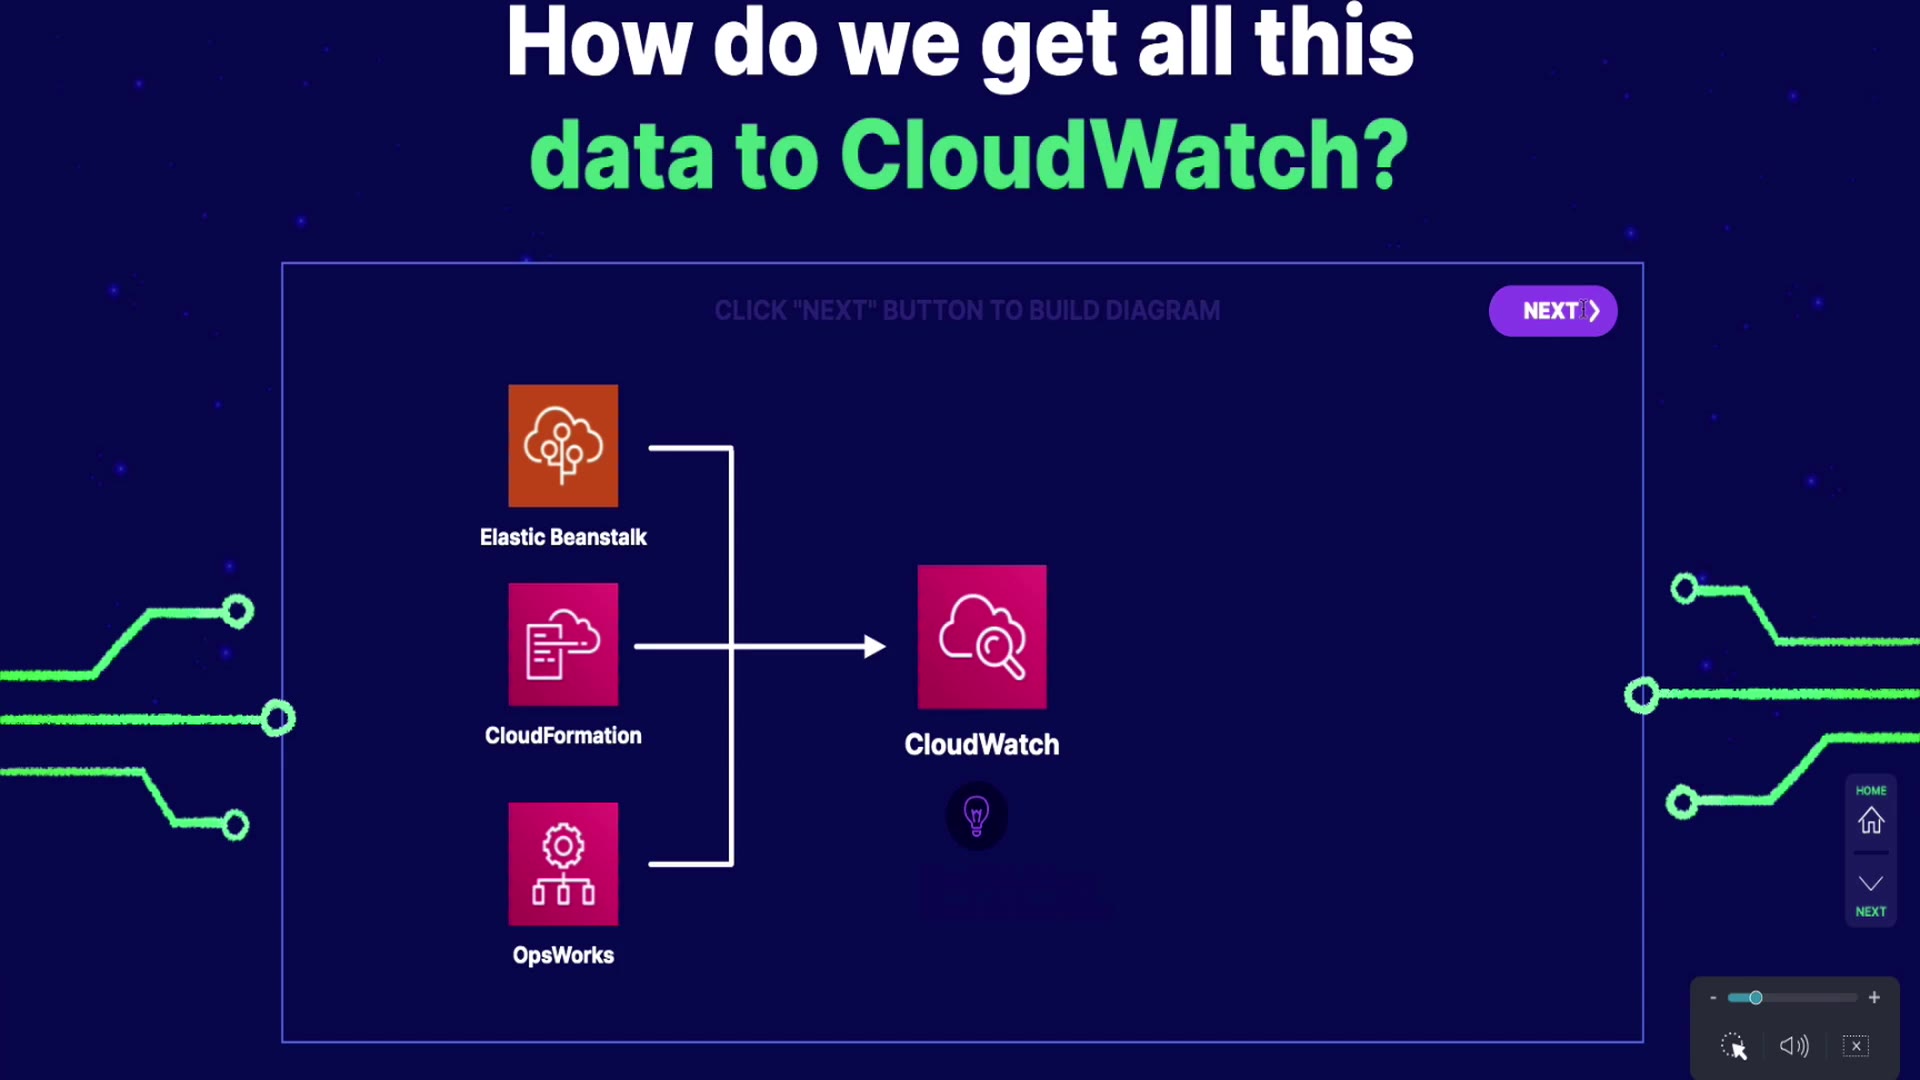 How do we get all this
data to CloudWatch?
CLICK "NEXT" BUTTON TO BUILD DIAGRAM
NEXT
Elastic Beanstalk
CloudFormation
CloudWatch
OpsWorks
HOME
NEXT
- +